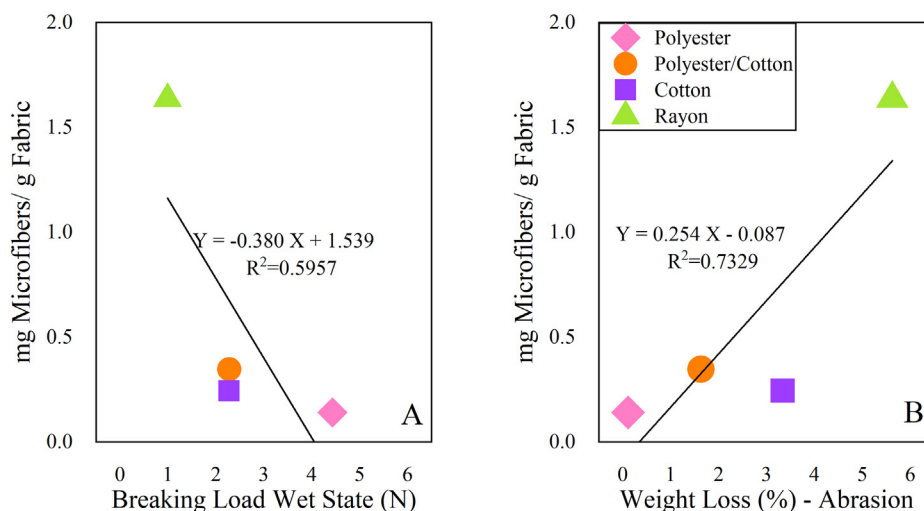 mg Microfibers/ g Fabric
2.0
1.5
1.0
0.5
0.0
Y = -0.380 X + 1.539
R²=0.5957
A
0 1 2 3 4 5 6
Breaking Load Wet State (N)
mg Microfibers/ g Fabric
2.0
1.5
1.0
0.5
0.0
Polyester
Polyester/Cotton
Cotton
Rayon
Y = 0.254 X - 0.087
R²=0.7329
B
0 1 2 3 4 5 6
Weight Loss (%) - Abrasion